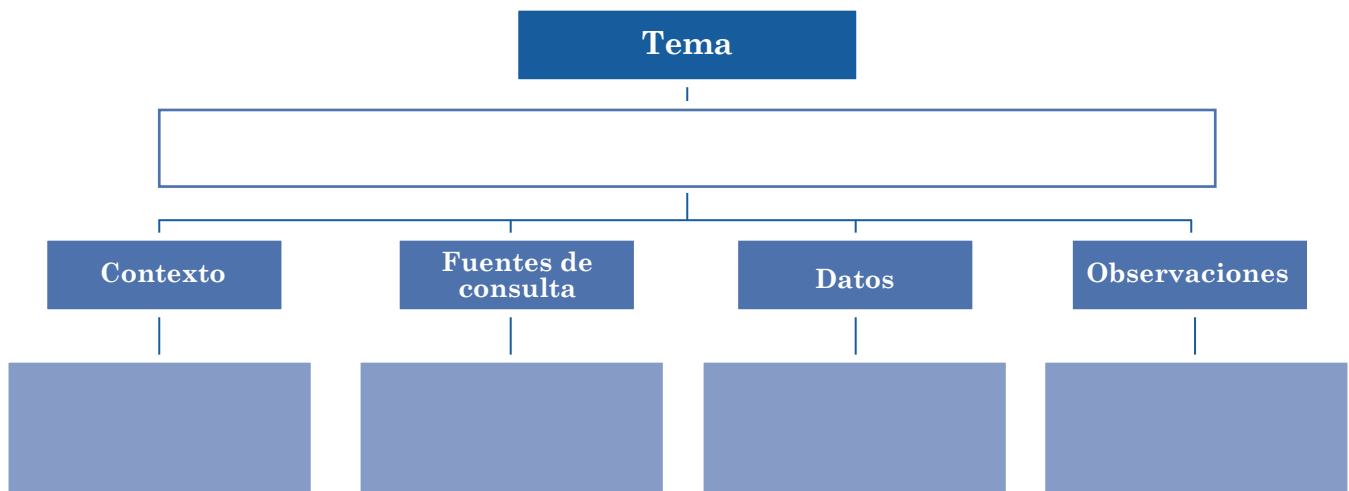 Tema
Contexto
Fuentes de
consulta
Datos
Observaciones